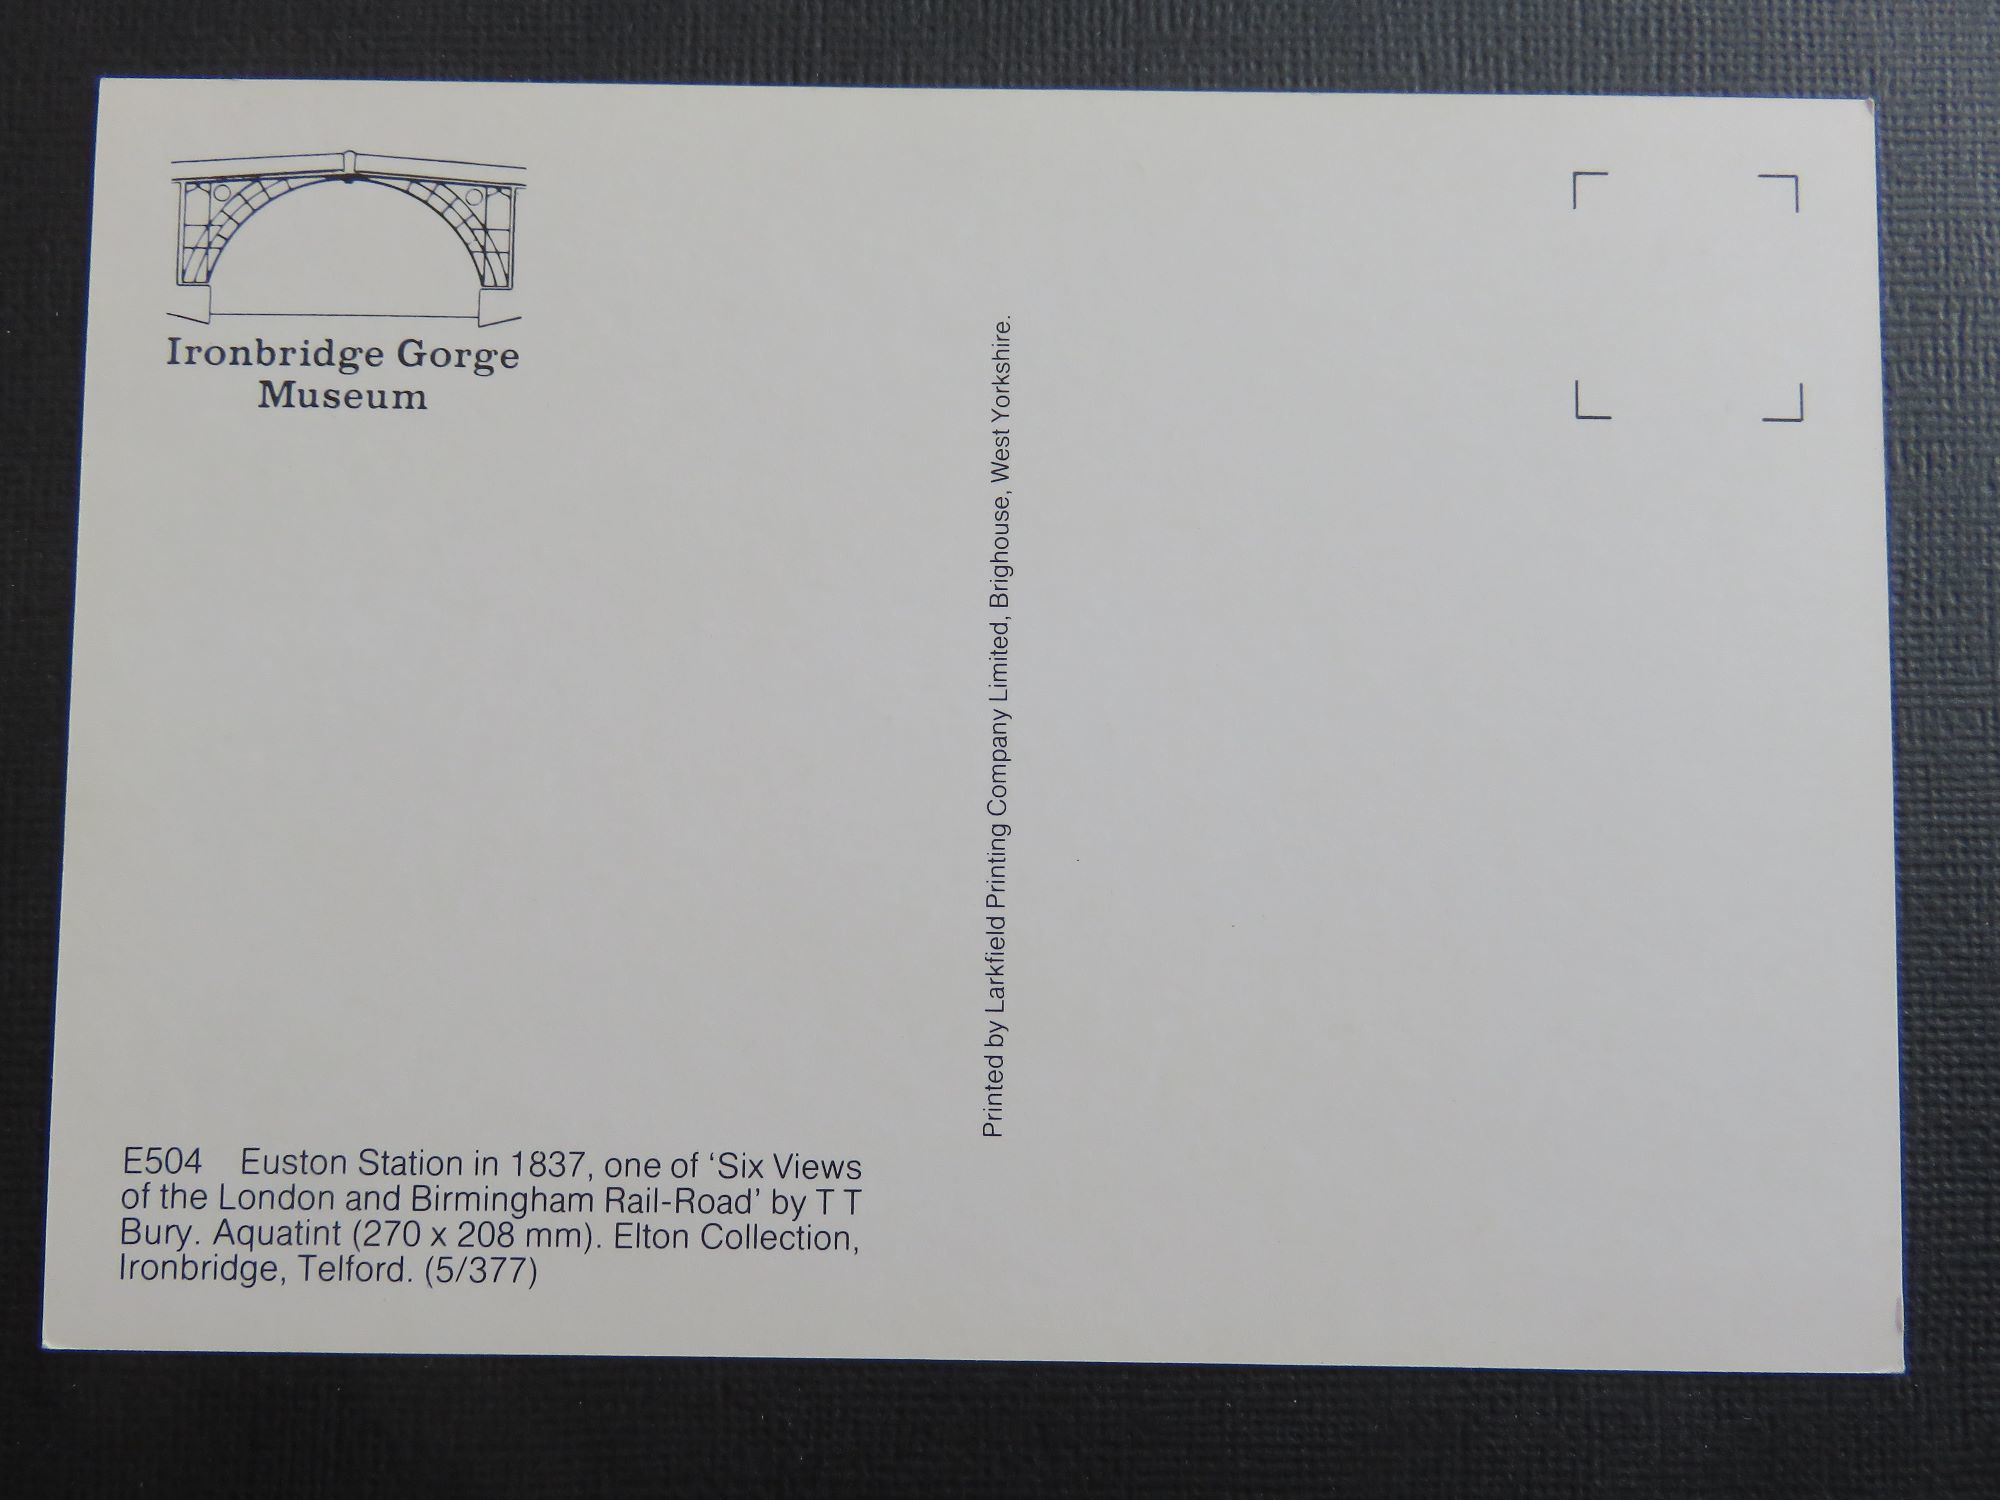 Ironbridge Gorge
Museum
Printed by Larkfield Printing Company Limited, Brighouse, West Yorkshire.
E504 Euston Station in 1837, one of ‘Six Views
of the London and Birmingham Rail-Road’ by T T
Bury. Aquatint (270 x 208 mm). Elton Collection,
Ironbridge, Telford. (5/377)